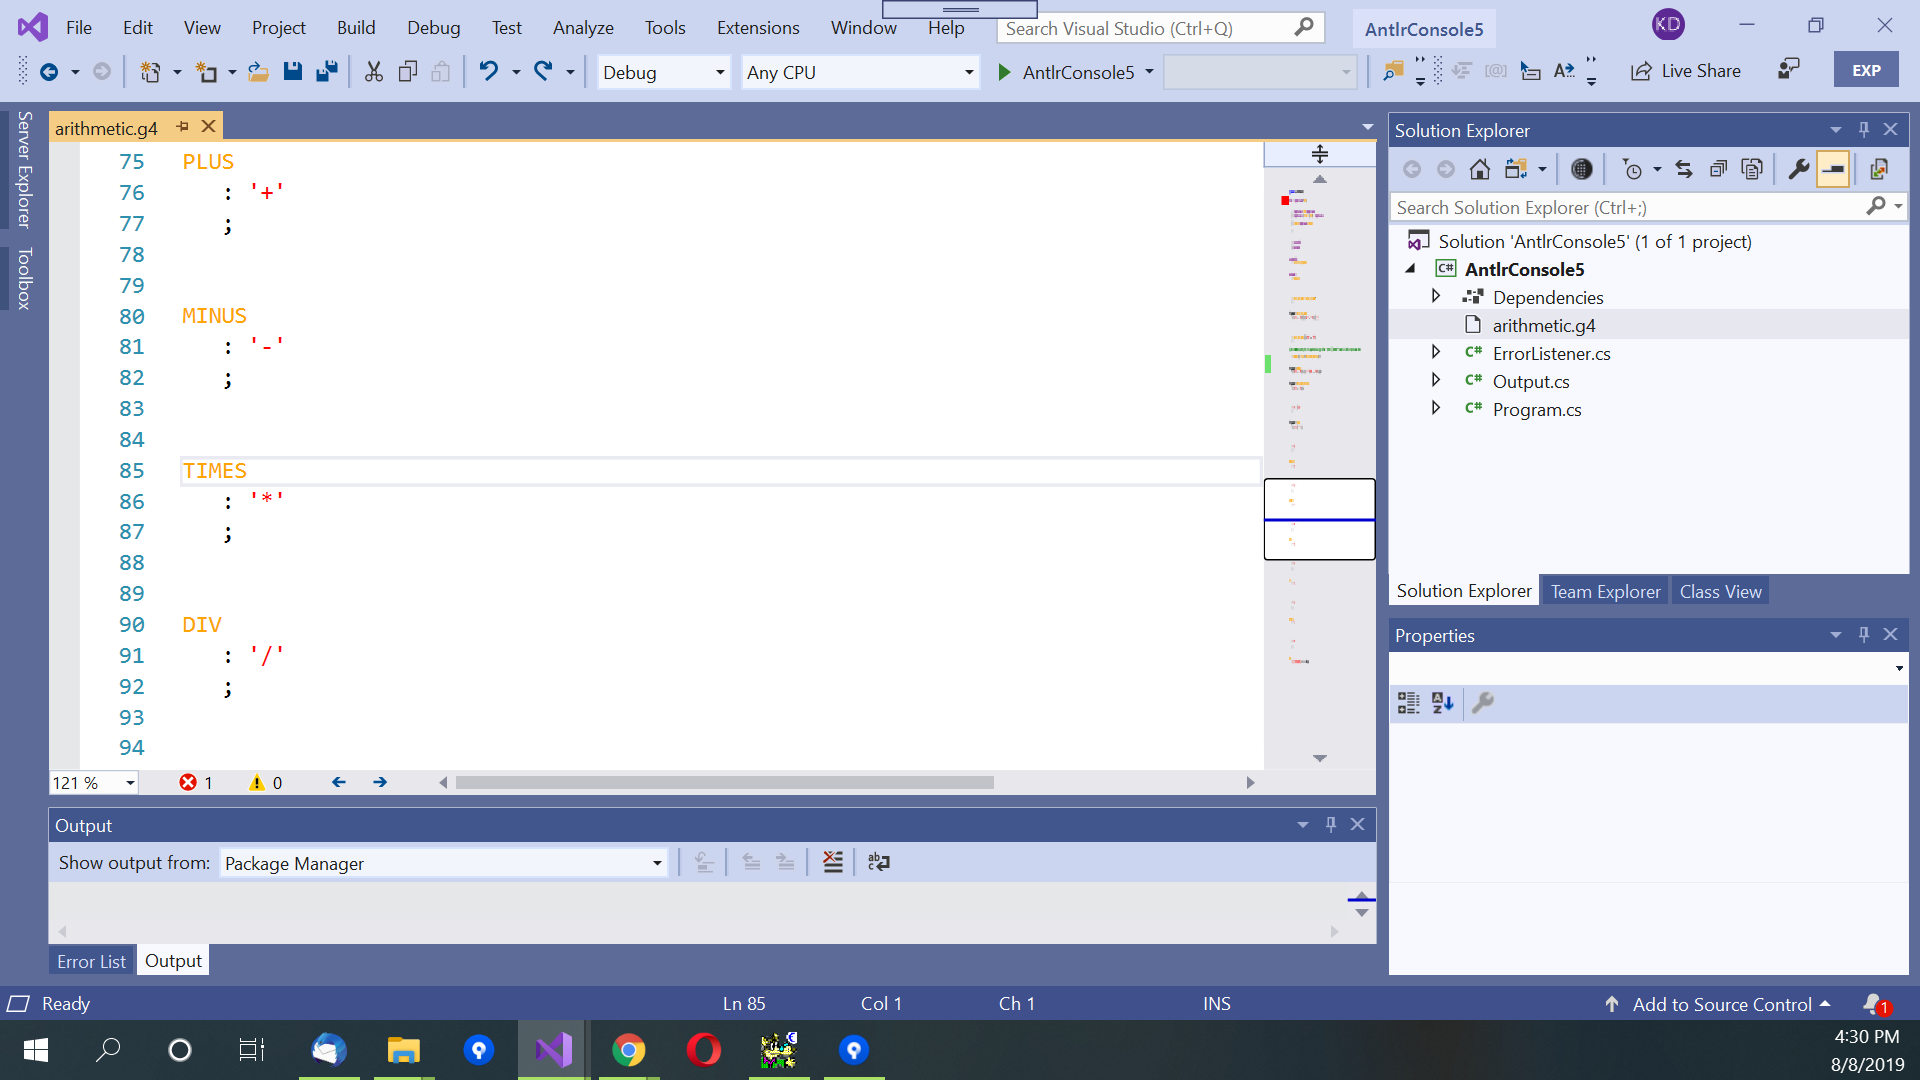 File Edit View Project Build Debug Test Analyze Tools Extensions Window Help Search Visual Studio (Ctrl+Q) AntlrConsole5 KD
Debug Any CPU AntlrConsole5 Live Share EXP
Server Explorer
Toolbox
arithmetic.g4
75 PLUS
76 : '+'
77 ;
78
79
80 MINUS
81 : '-'
82 ;
83
84
85 TIMES
86 : '*'
87 ;
88
89
90 DIV
91 : '/'
92 ;
93
94
121 % 1 0
Solution Explorer
Search Solution Explorer (Ctrl+;)
Solution 'AntlrConsole5' (1 of 1 project)
C# AntlrConsole5
Dependencies
arithmetic.g4
C# ErrorListener.cs
C# Output.cs
C# Program.cs
Solution Explorer Team Explorer Class View
Properties
Output
Show output from: Package Manager
Error List Output
Ready Ln 85 Col 1 Ch 1 INS Add to Source Control 1
4:30 PM
8/8/2019